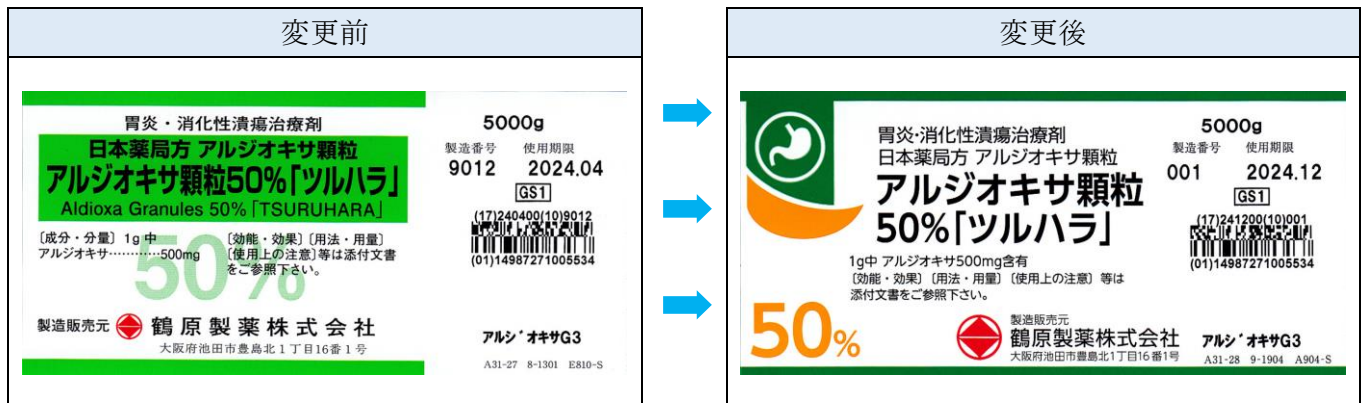 変更前
胃炎・消化性潰瘍治療剤
日本薬局方 アルジオキサ顆粒
アルジオキサ顆粒50%「ツルハラ」
Aldioxa Granules 50%「TSURUHARA」
〔成分・分量〕1g 中
アルジオキサ…………500mg
50%
〔効能・効果〕〔用法・用量〕
〔使用上の注意〕等は添付文書
をご参照下さい。
製造販売元 鶴原製薬株式会社
大阪府池田市豊島北1丁目16番1号
5000g
製造番号 使用期限
9012 2024.04
GS1
(17)240400(10)9012
(01)14987271005534
アルジオキサG3
A31-27 8-1301 E810-S
変更後
胃炎・消化性潰瘍治療剤
日本薬局方 アルジオキサ顆粒
アルジオキサ顆粒
50%「ツルハラ」
1g中 アルジオキサ500mg含有
〔効能・効果〕〔用法・用量〕〔使用上の注意〕等は
添付文書をご参照下さい。
50%
製造販売元
鶴原製薬株式会社
大阪府池田市豊島北1丁目16番1号
5000g
製造番号 使用期限
001 2024.12
GS1
(17)241200(10)001
(01)14987271005534
アルジオキサG3
A31-28 9-1904 A904-S